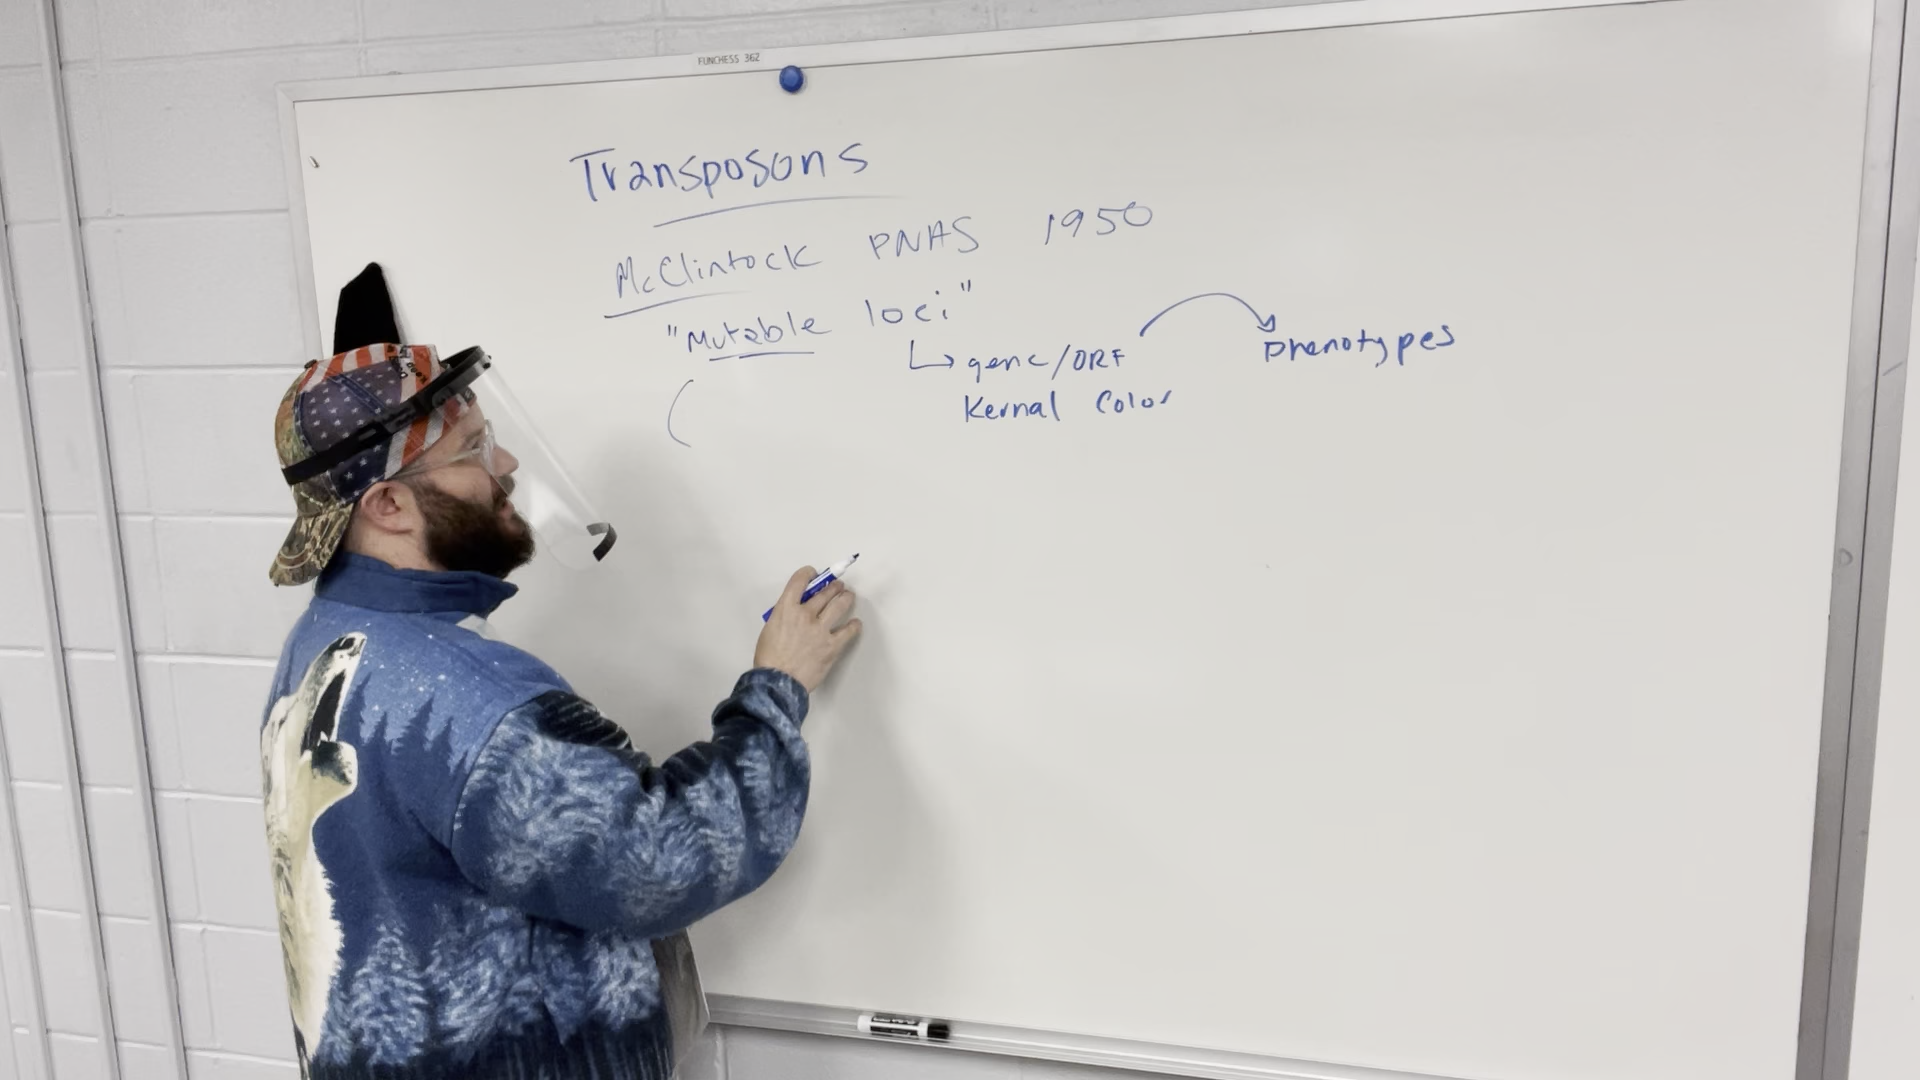 FUNCHESS 362
Transposons
McClintock PNAS 1950
"Mutable loci"
↳ gene/ORF
Phenotypes
Kernal Color